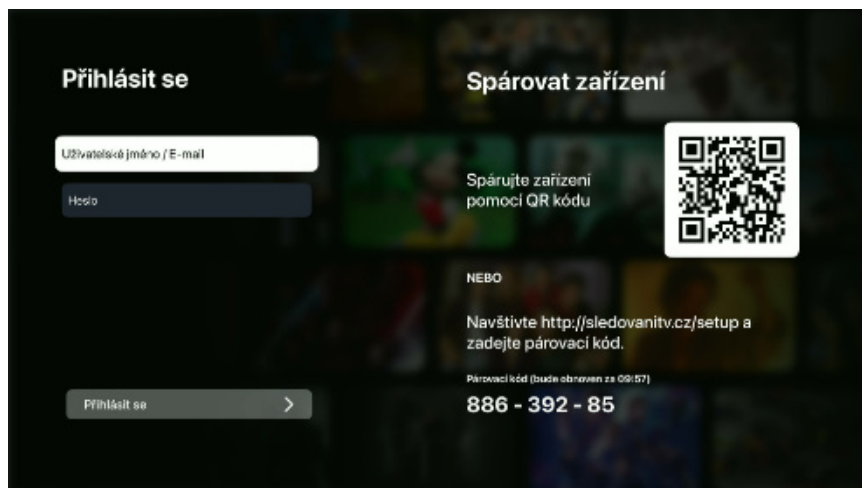 Přihlásit se
Uživatelské jméno / E-mail
Heslo
Přihlásit se
Spárovat zařízení
Spárujte zařízení
pomocí QR kódu
NEBO
Navštivte http://sledovanitv.cz/setup a
zadejte párovací kód.
Párovací kód (bude obnoven za 09:57)
886 - 392 - 85